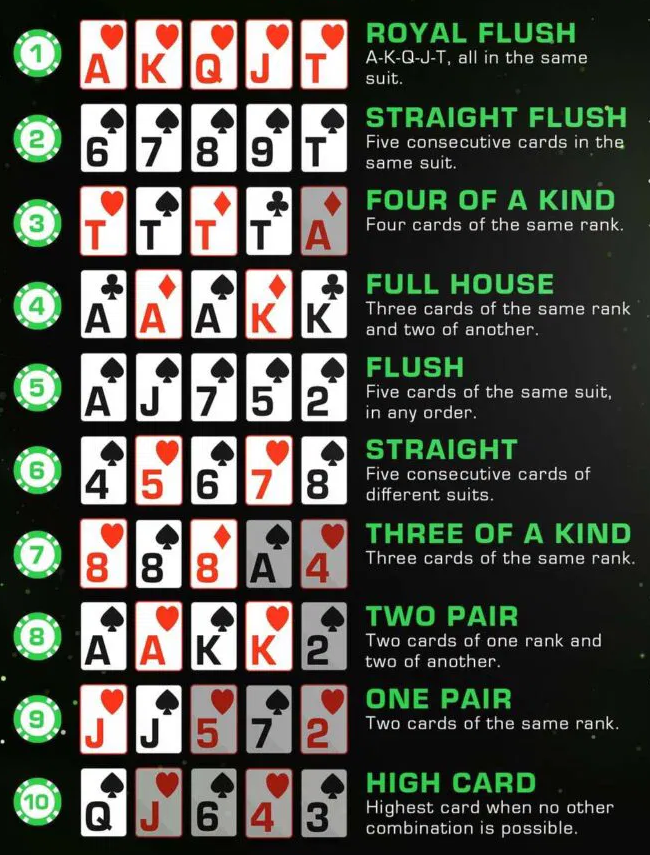 1
A K Q J T
ROYAL FLUSH
A-K-Q-J-T, all in the same
suit.
2
6 7 8 9 T
STRAIGHT FLUSH
Five consecutive cards in the
same suit.
3
T T T T A
FOUR OF A KIND
Four cards of the same rank.
4
A A A K K
FULL HOUSE
Three cards of the same rank
and two of another.
5
A J 7 5 2
FLUSH
Five cards of the same suit,
in any order.
6
4 5 6 7 8
STRAIGHT
Five consecutive cards of
different suits.
7
8 8 8 A 4
THREE OF A KIND
Three cards of the same rank.
8
A A K K 2
TWO PAIR
Two cards of one rank and
two of another.
9
J J 5 7 2
ONE PAIR
Two cards of the same rank.
10
Q J 6 4 3
HIGH CARD
Highest card when no other
combination is possible.